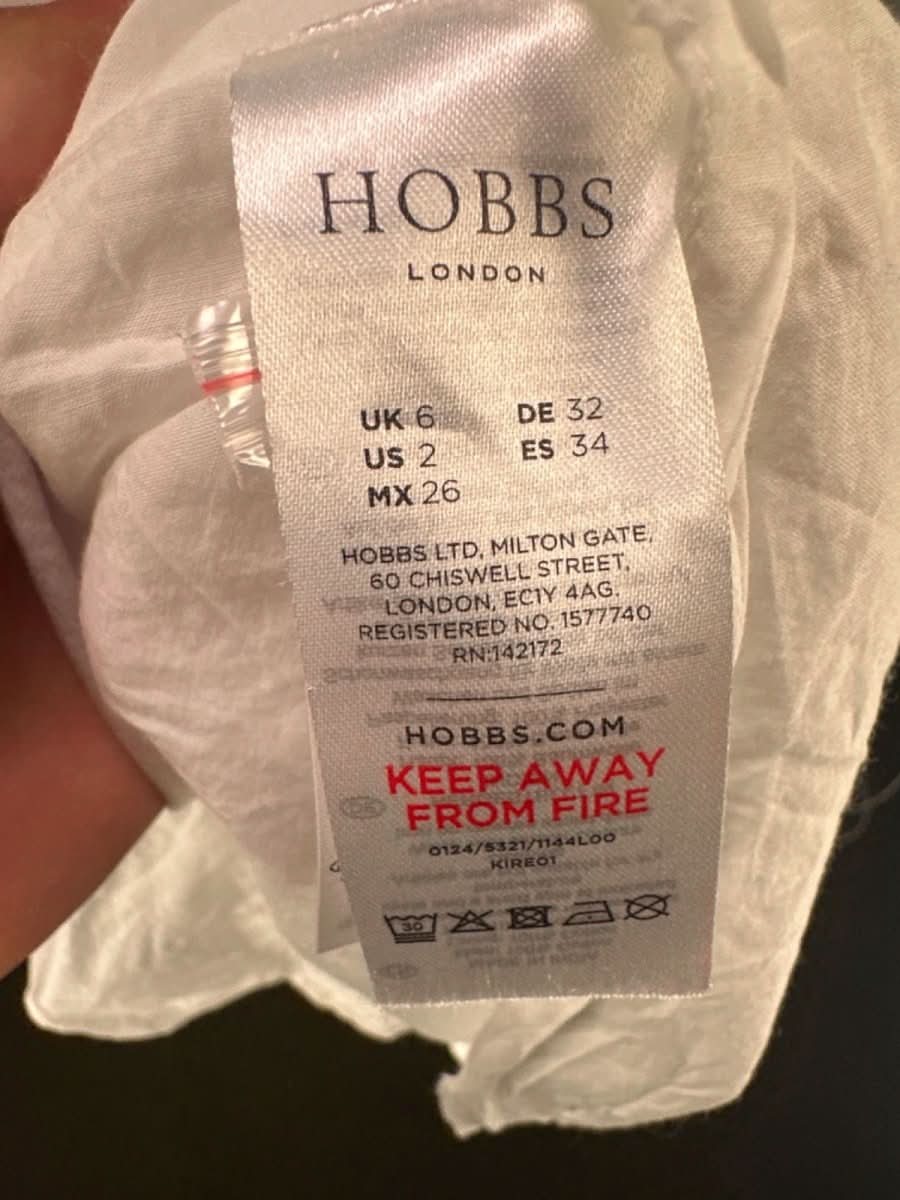 HOBBS
LONDON
UK 6 DE 32
US 2 ES 34
MX 26
HOBBS LTD, MILTON GATE,
60 CHISWELL STREET,
LONDON, EC1Y 4AG.
REGISTERED NO. 1577740
RN:142172
HOBBS.COM
KEEP AWAY
FROM FIRE
0124/5321/1144L00
KIRE01
30